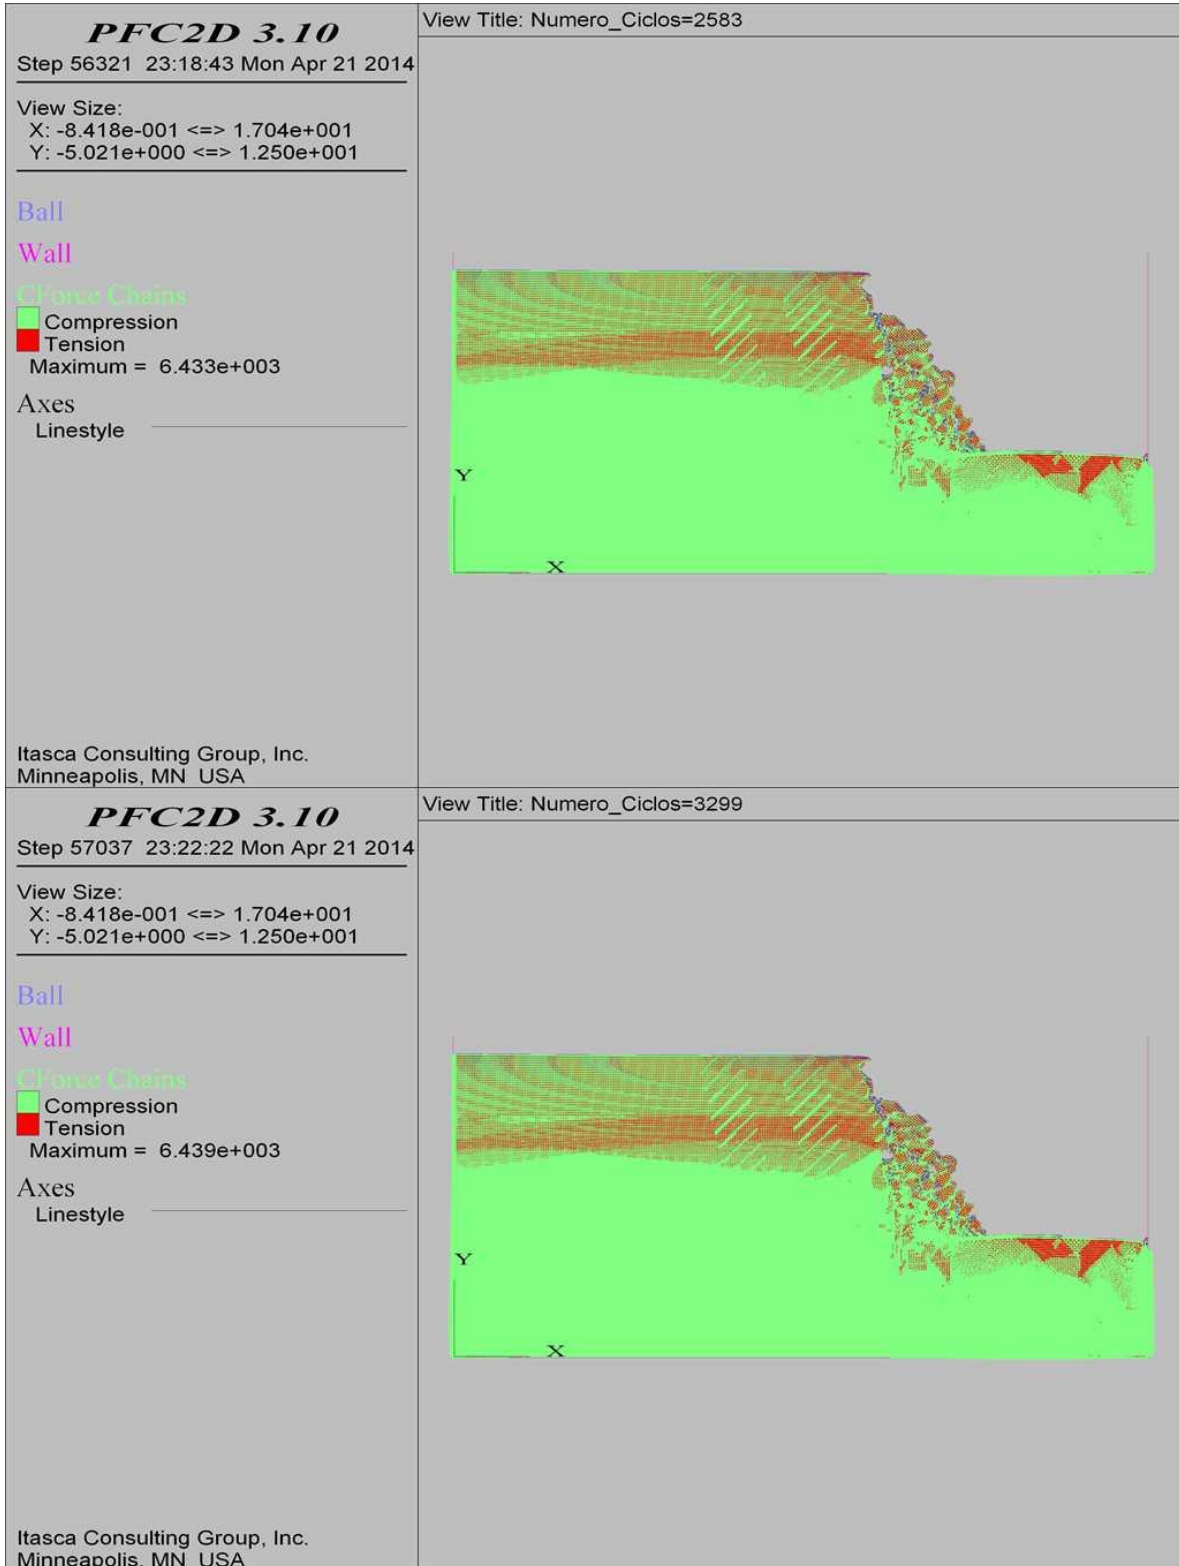 PFC2D 3.10
Step 56321 23:18:43 Mon Apr 21 2014
View Size:
X: -8.418e-001 <=> 1.704e+001
Y: -5.021e+000 <=> 1.250e+001
Ball
Wall
CForce Chains
Compression
Tension
Maximum = 6.433e+003
Axes
Linestyle
Itasca Consulting Group, Inc.
Minneapolis, MN USA
View Title: Numero_Ciclos=2583
Y
X
PFC2D 3.10
Step 57037 23:22:22 Mon Apr 21 2014
View Size:
X: -8.418e-001 <=> 1.704e+001
Y: -5.021e+000 <=> 1.250e+001
Ball
Wall
CForce Chains
Compression
Tension
Maximum = 6.439e+003
Axes
Linestyle
Itasca Consulting Group, Inc.
Minneapolis, MN USA
View Title: Numero_Ciclos=3299
Y
X